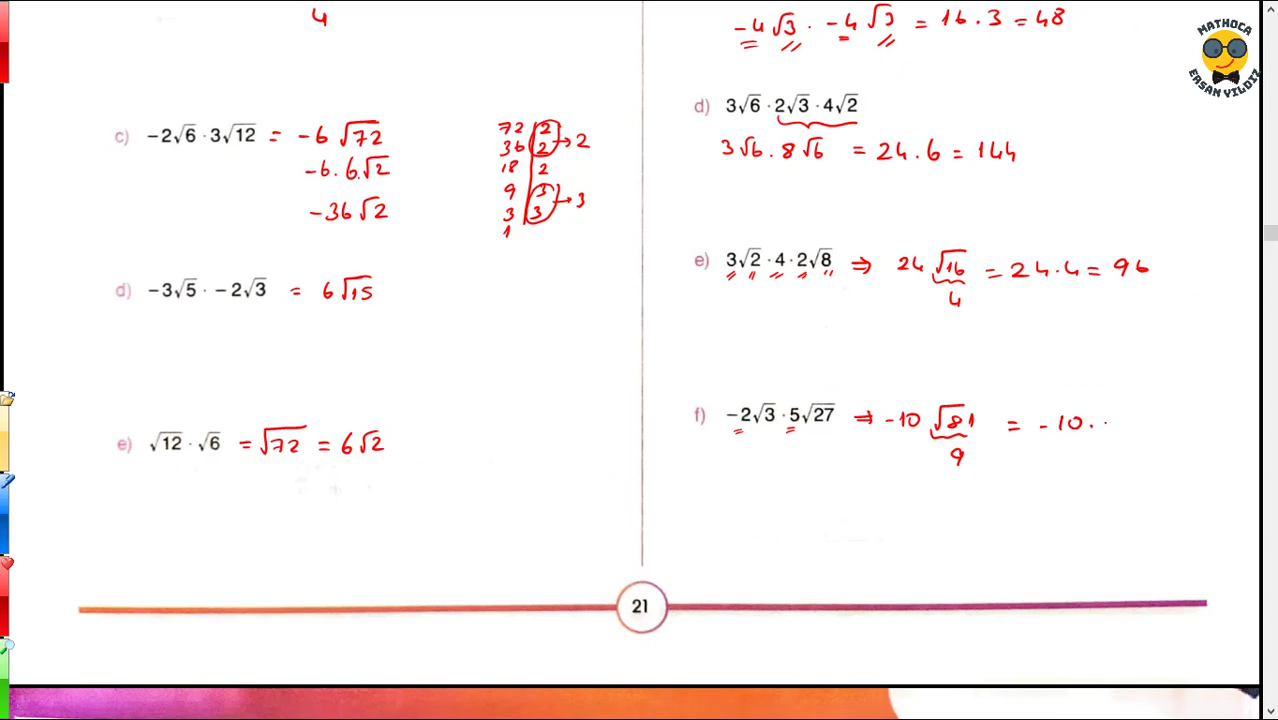 4
c) -2√6 · 3√12 = -6√72
-6.6.√2
-36√2
72 | 2
36 | 2 → 2
18 | 2
9 | 3
3 | 3 → 3
1
d) -3√5 · -2√3 = 6√15
e) √12 · √6 = √72 = 6√2
-4√3 · -4√3 = 16.3 = 48
d) 3√6 · 2√3 · 4√2
3√6 . 8√6 = 24.6 = 144
e) 3√2 · 4 · 2√8 ⇒ 24√16 = 24.4 = 96
4
f) -2√3 · 5√27 ⇒ -10√81 = -10.
9
21
MATHOCA
ERSAN YILDIZ